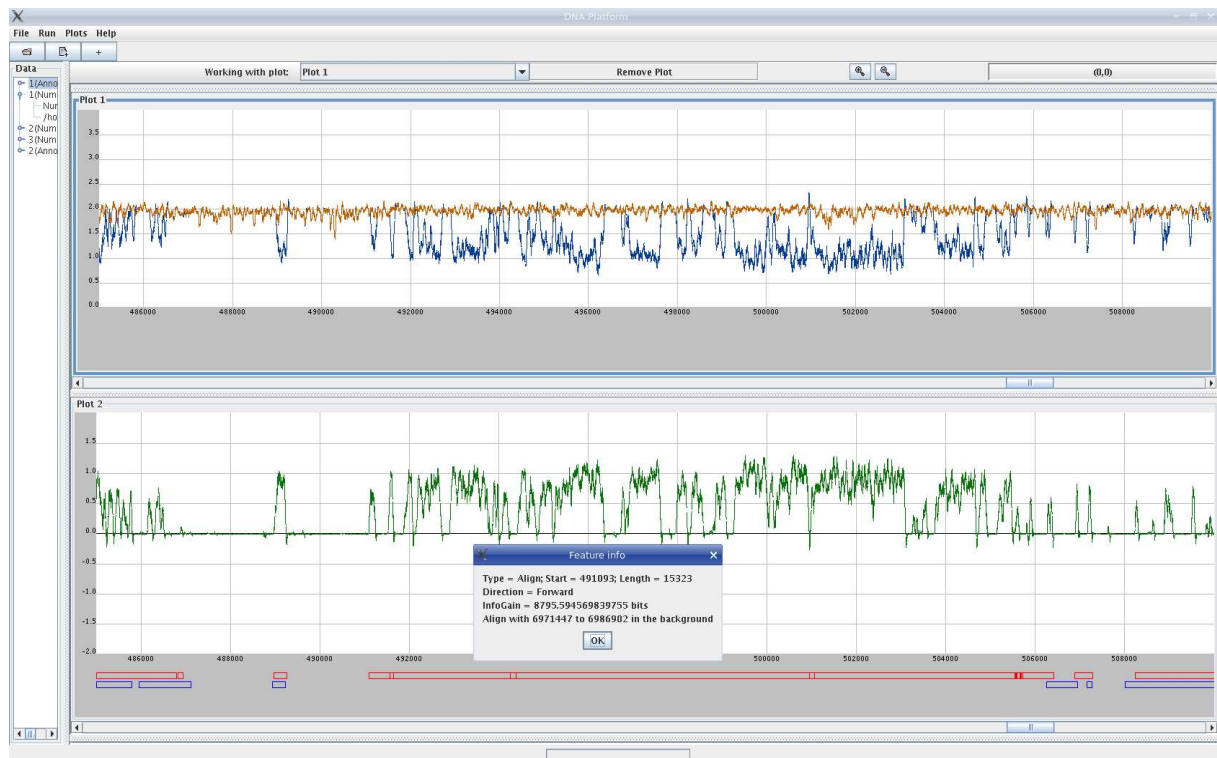 DNA Platform
File Run Plots Help
+
Data
Working with plot: Plot 1 Remove Plot (0,0)
1(Anno
1(Num
Nur
/ho
2(Num
3(Num
2(Anno
Plot 1
3.5
3.0
2.5
2.0
1.5
1.0
0.5
0.0
486000 488000 490000 492000 494000 496000 498000 500000 502000 504000 506000 508000
Plot 2
1.5
1.0
0.5
0.0
-0.5
-1.0
-1.5
-2.0
Feature info
Type = Align; Start = 491093; Length = 15323
Direction = Forward
InfoGain = 8795.594569839755 bits
Align with 6971447 to 6986902 in the background
OK
486000 488000 490000 492000 500000 502000 504000 506000 508000